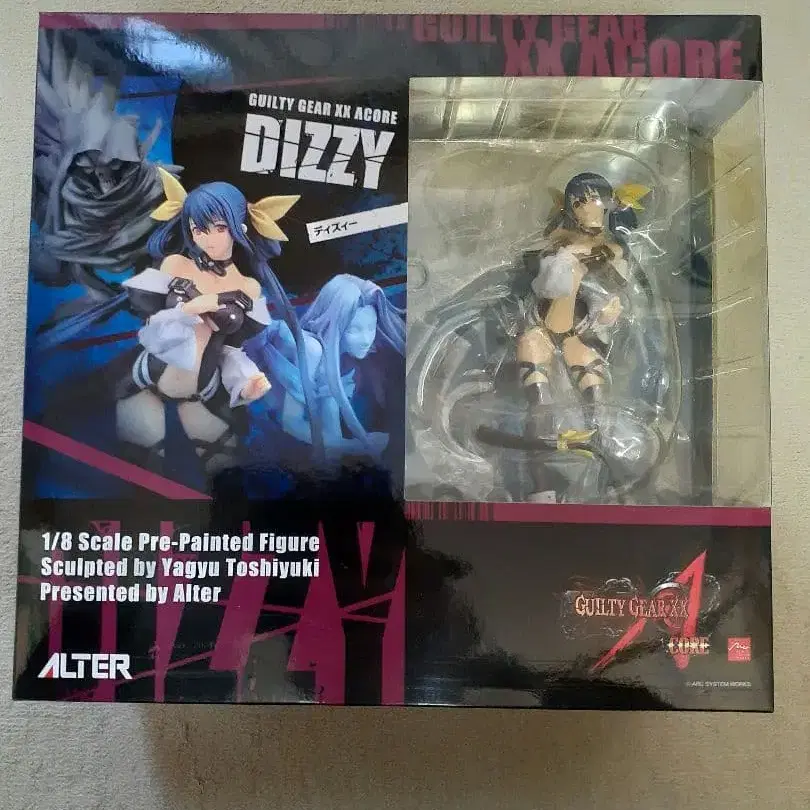 GUILTY GEAR
XX ACORE
GUILTY GEAR XX ACORE
DIZZY
ディズィー
1/8 Scale Pre-Painted Figure
Sculpted by Yagyu Toshiyuki
Presented by Alter
DIZZY
ALTER
GUILTY GEAR XX
Λ
CORE
© ARC SYSTEM WORKS